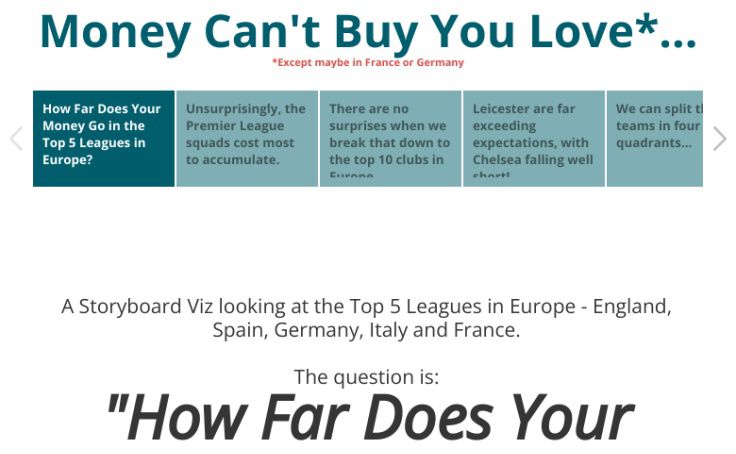 Money Can't Buy You Love*...
*Except maybe in France or Germany
How Far Does Your
Money Go in the
Top 5 Leagues in
Europe?
Unsurprisingly, the
Premier League
squads cost most
to accumulate.
There are no
surprises when we
break that down to
the top 10 clubs in
Europe
Leicester are far
exceeding
expectations, with
Chelsea falling well
short!
We can split
teams in four
quadrants...
A Storyboard Viz looking at the Top 5 Leagues in Europe - England,
Spain, Germany, Italy and France.
The question is:
"How Far Does Your